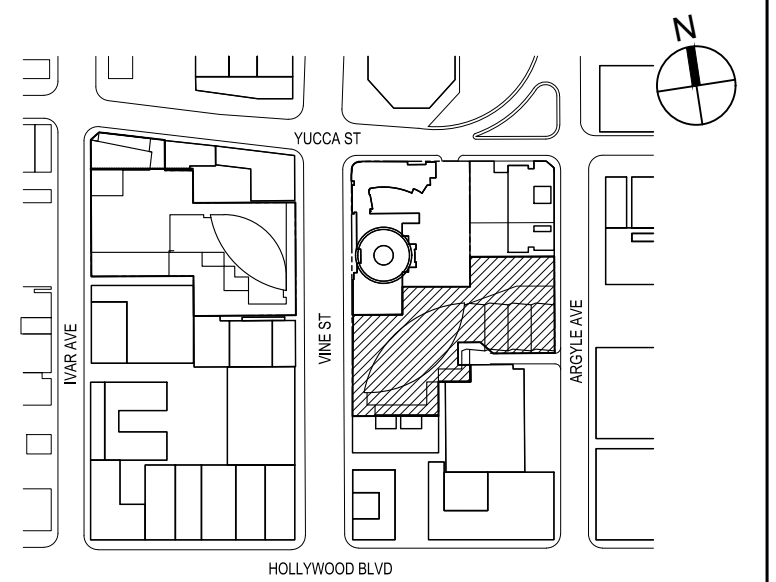 N
YUCCA ST
IVAR AVE
VINE ST
ARGYLE AVE
HOLLYWOOD BLVD